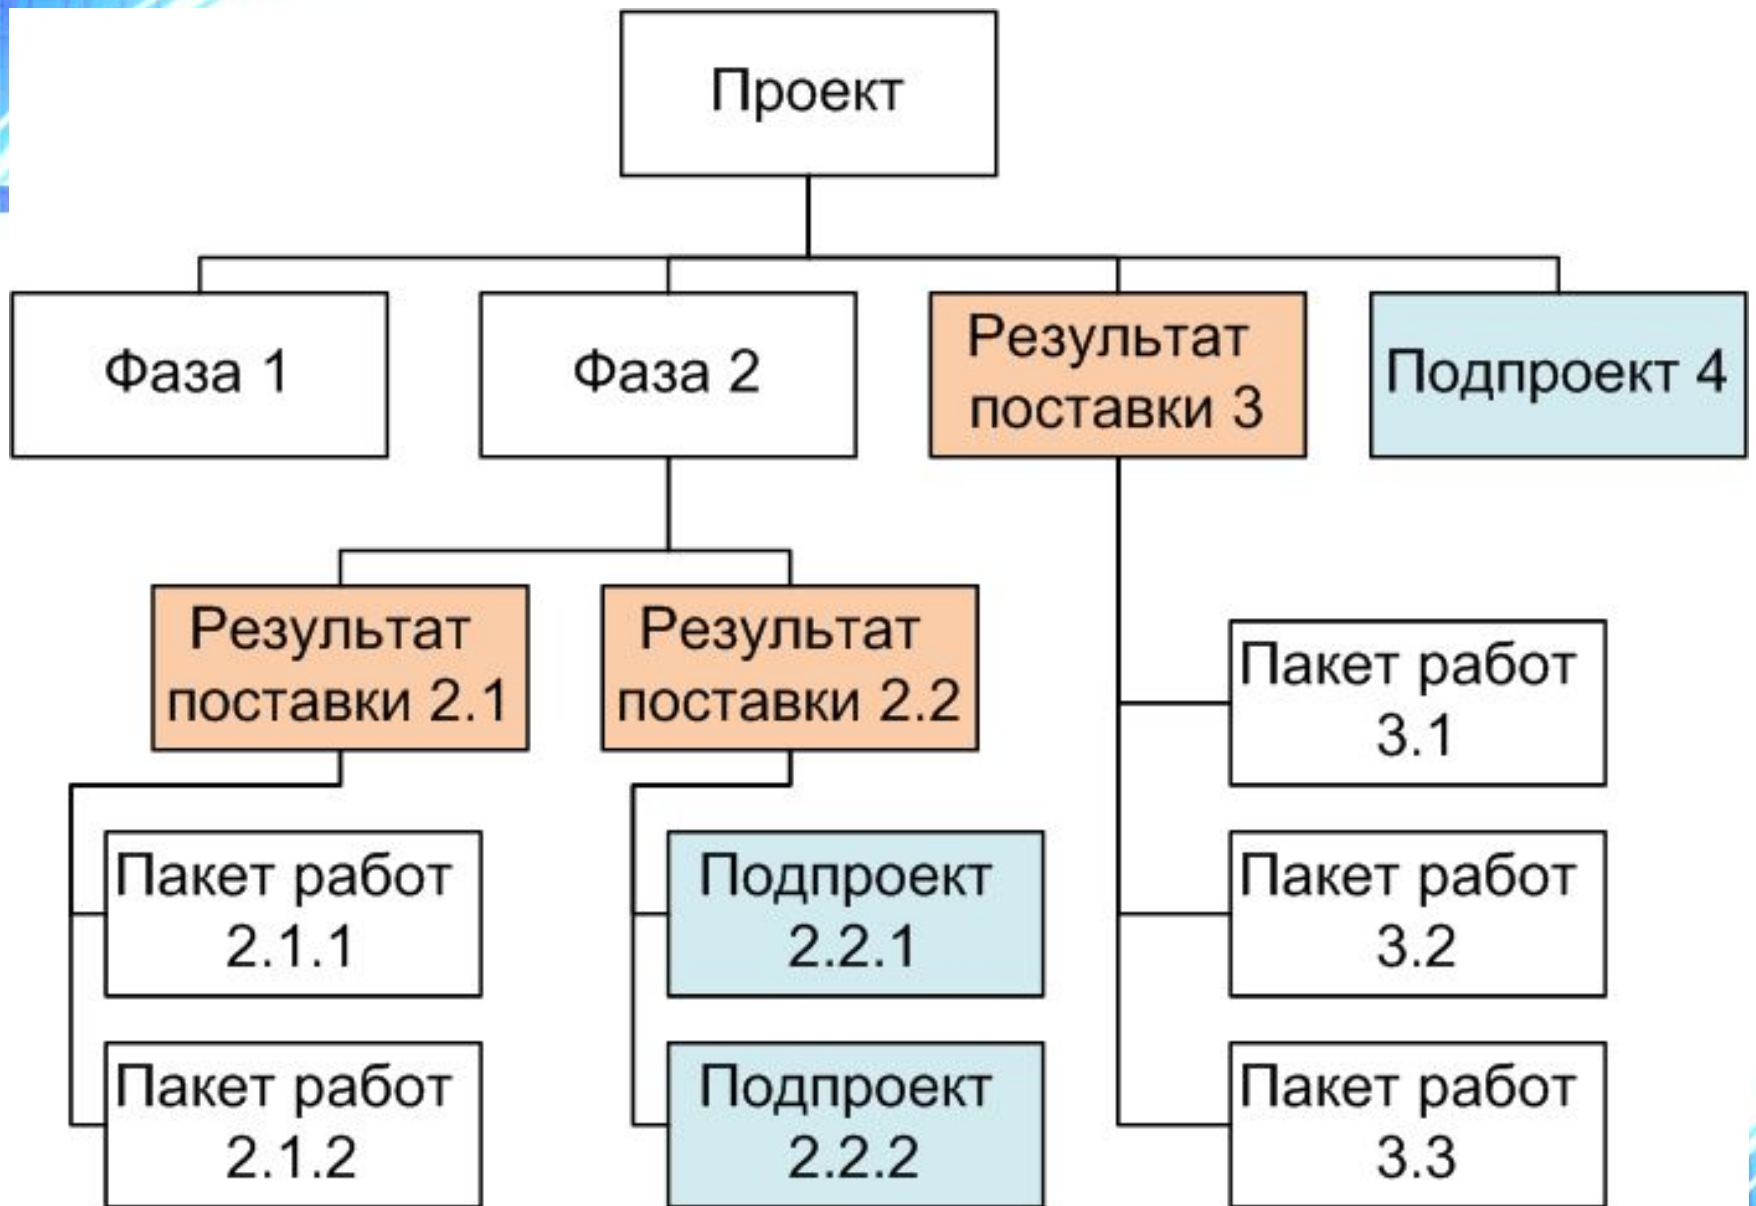 Проект
Фаза 1
Фаза 2
Результат
поставки 3
Подпроект 4
Результат
поставки 2.1
Результат
поставки 2.2
Пакет работ
2.1.1
Пакет работ
2.1.2
Подпроект
2.2.1
Подпроект
2.2.2
Пакет работ
3.1
Пакет работ
3.2
Пакет работ
3.3